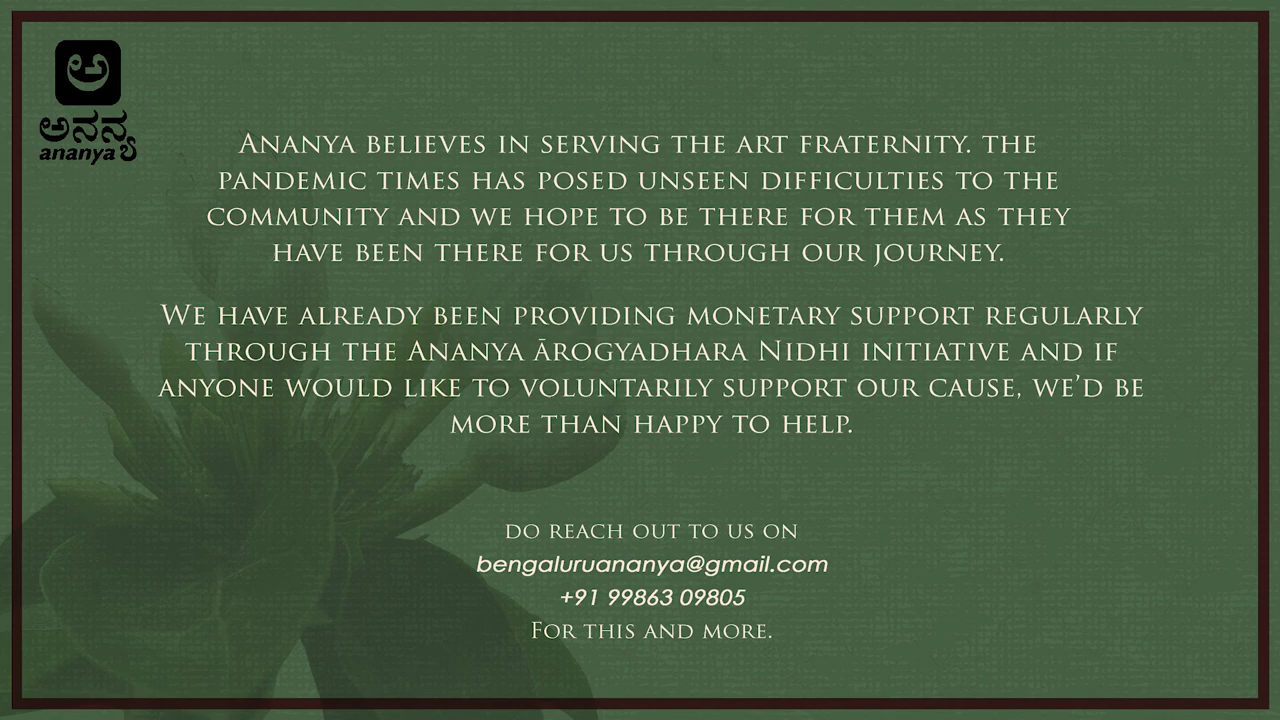 ಅ
ಅನನ್ಯ
ananya
Ananya believes in serving the art fraternity. the
pandemic times has posed unseen difficulties to the
community and we hope to be there for them as they
have been there for us through our journey.
We have already been providing monetary support regularly
through the Ananya Ārogyadhara Nidhi initiative and if
anyone would like to voluntarily support our cause, we’d be
more than happy to help.
do reach out to us on
bengaluruananya@gmail.com
+91 99863 09805
For this and more.